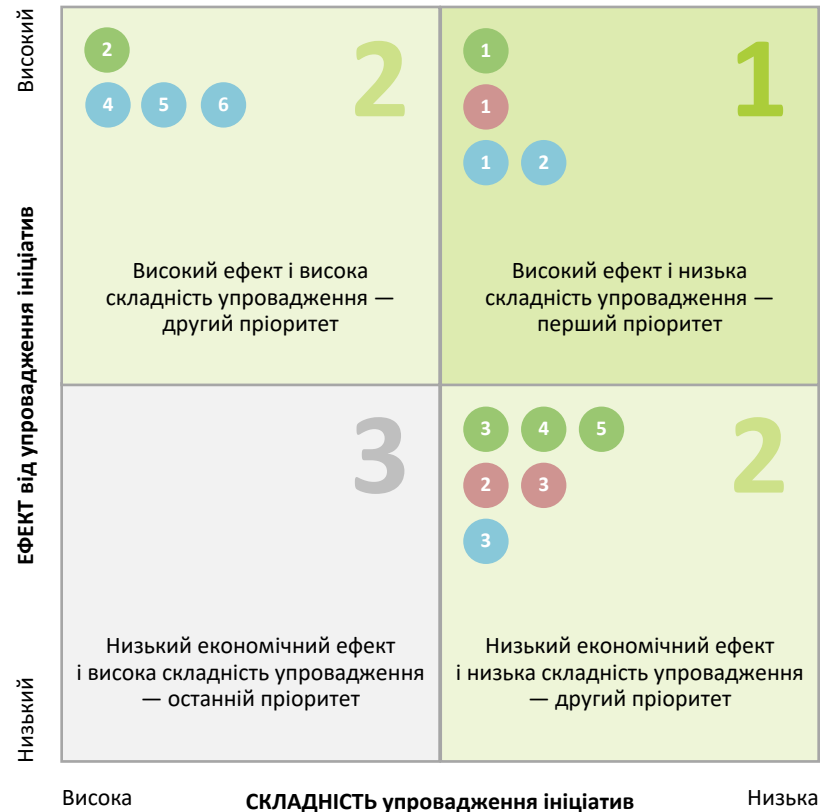 Високий
ЕФЕКТ від упровадження ініціатив
Низький
2
2
4 5 6
Високий ефект і висока
складність упровадження —
другий пріоритет
1
1
1
1 2
Високий ефект і низька
складність упровадження —
перший пріоритет
3
Низький економічний ефект
і висока складність упровадження
— останній пріоритет
3 4 5
2
2 3
3
Низький економічний ефект
і низька складність упровадження
— другий пріоритет
Висока
СКЛАДНІСТЬ упровадження ініціатив
Низька